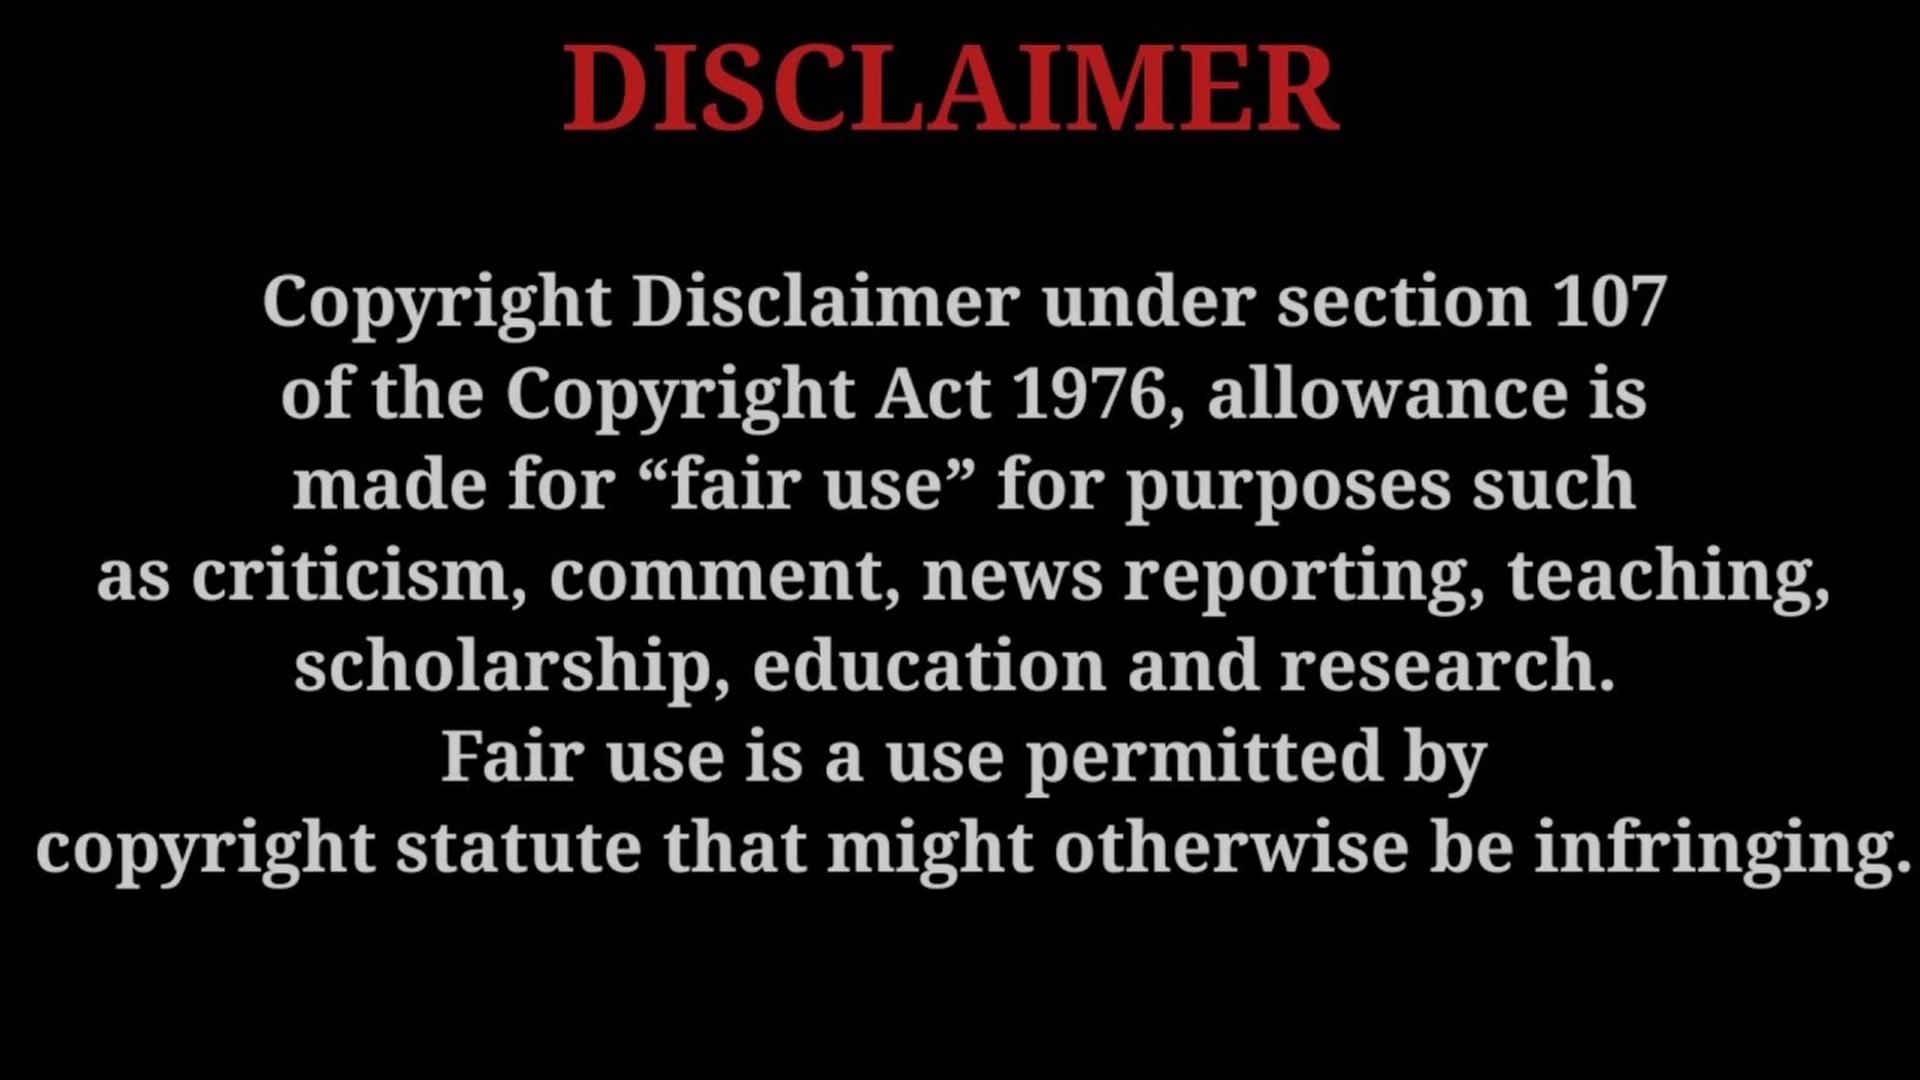 DISCLAIMER
Copyright Disclaimer under section 107
of the Copyright Act 1976, allowance is
made for “fair use” for purposes such
as criticism, comment, news reporting, teaching,
scholarship, education and research.
Fair use is a use permitted by
copyright statute that might otherwise be infringing.